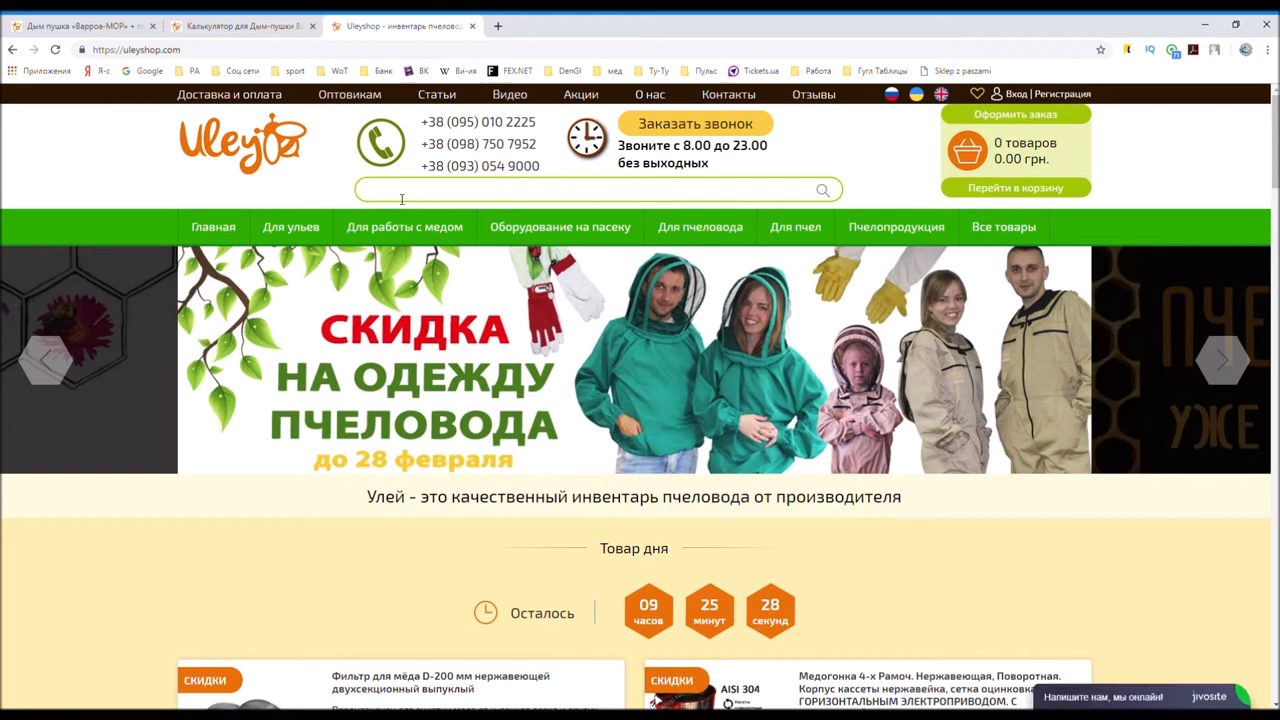 Дым пушка «Варроа-МОР» + г
Калькулятор для Дым-пушки Ва
Uleyshop - инвентарь пчеловод
https://uleyshop.com
Приложения
Я-с
Google
PA
Соц сети
sport
WoT
Банк
ВК
Ви-ия
FEX.NET
DenGI
мед
Ту-Ту
Пульс
Tickets.ua
Работа
Гугл Таблицы
Sklep z paszami
Доставка и оплата
Оптовикам
Статьи
Видео
Акции
О нас
Контакты
Отзывы
Вход | Регистрация
Uley
+38 (095) 010 2225
+38 (098) 750 7952
+38 (093) 054 9000
Заказать звонок
Звоните с 8.00 до 23.00
без выходных
Оформить заказ
0 товаров
0.00 грн.
Перейти в корзину
Главная
Для ульев
Для работы с медом
Оборудование на пасеку
Для пчеловода
Для пчел
Пчелопродукция
Все товары
СКИДКА
НА ОДЕЖДУ
ПЧЕЛОВОДА
до 28 февраля
ПЧЕ
УЖЕ
Улей - это качественный инвентарь пчеловода от производителя
Товар дня
Осталось
09
часов
25
минут
28
секунд
СКИДКИ
Фильтр для мёда D-200 мм нержавеющей
двухсекционный выпуклый
СКИДКИ
AISI 304
Медогонка 4-х Рамоч. Нержавеющая, Поворотная.
Корпус кассеты нержавейка, сетка оцинковка
ГОРИЗОНТАЛЬНЫМ ЭЛЕКТРОПРИВОДОМ. С
Напишите нам, мы онлайн!
jivosite